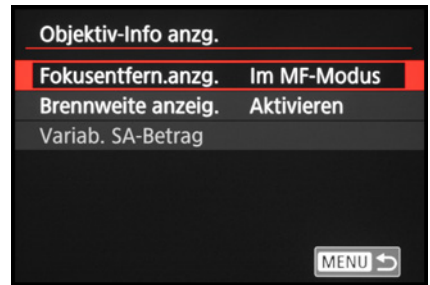 Objektiv-Info anzg.
Fokusentfern.anzg. Im MF-Modus
Brennweite anzeig. Aktivieren
Variab. SA-Betrag
MENU